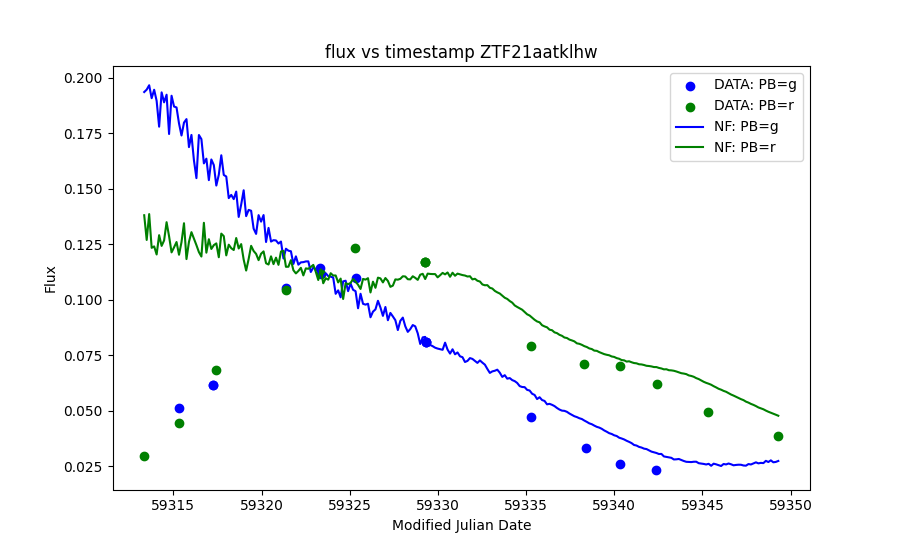 flux vs timestamp ZTF21aatklhw
DATA: PB=g
DATA: PB=r
NF: PB=g
NF: PB=r
0.200
0.175
0.150
0.125
0.100
0.075
0.050
0.025
Flux
59315 59320 59325 59330 59335 59340 59345 59350
Modified Julian Date